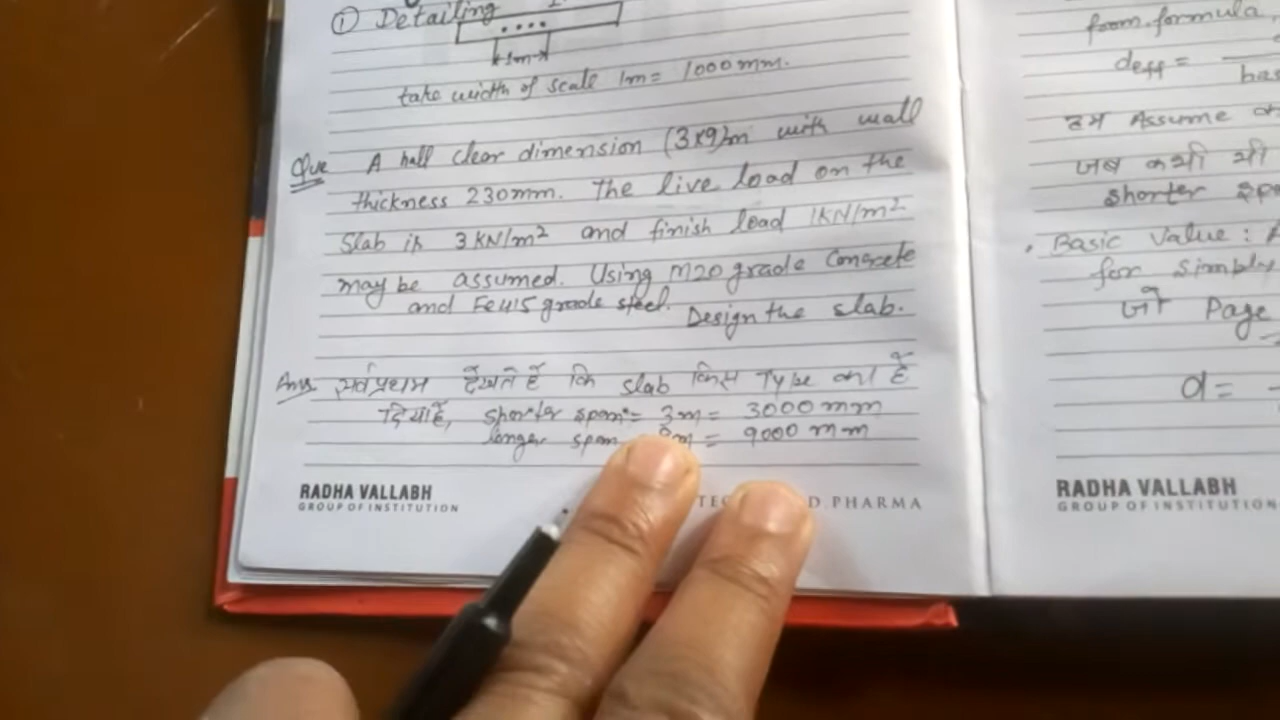 ① Detailing
1m
take width of scale 1m = 1000mm.
Que A hall clear dimension (3x9)m with wall
thickness 230mm. The live load on the
Slab is 3 KN/m² and finish load 1KN/m²
may be assumed. Using M20 grade Concrete
and Fe415 grade steel. Design the slab.
Ans. सर्वप्रथम देखते हैं कि slab किस Type का है
दिया है, shorter span = 3m = 3000 mm
longer span = 9m = 9000 mm
RADHA VALLABH
GROUP OF INSTITUTION
D PHARMA
from formula,
deff =
हम Assume
जब कभी भी
shorter
Basic Value :
for Simply
जो Page
d =
RADHA VALLABH
GROUP OF INSTITUTION